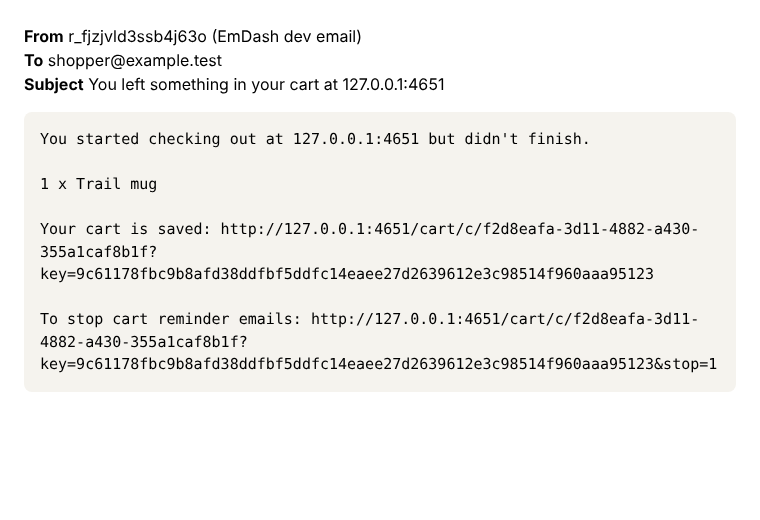 From r_fjzjvld3ssb4j63o (EmDash dev email)
To shopper@example.test
Subject You left something in your cart at 127.0.0.1:4651
You started checking out at 127.0.0.1:4651 but didn't finish.
1 x Trail mug
Your cart is saved: http://127.0.0.1:4651/cart/c/f2d8eafa-3d11-4882-a430-
355a1caf8b1f?
key=9c61178fbc9b8afd38ddfbf5ddfc14eaee27d2639612e3c98514f960aaa95123
To stop cart reminder emails: http://127.0.0.1:4651/cart/c/f2d8eafa-3d11-
4882-a430-355a1caf8b1f?
key=9c61178fbc9b8afd38ddfbf5ddfc14eaee27d2639612e3c98514f960aaa95123&stop=1